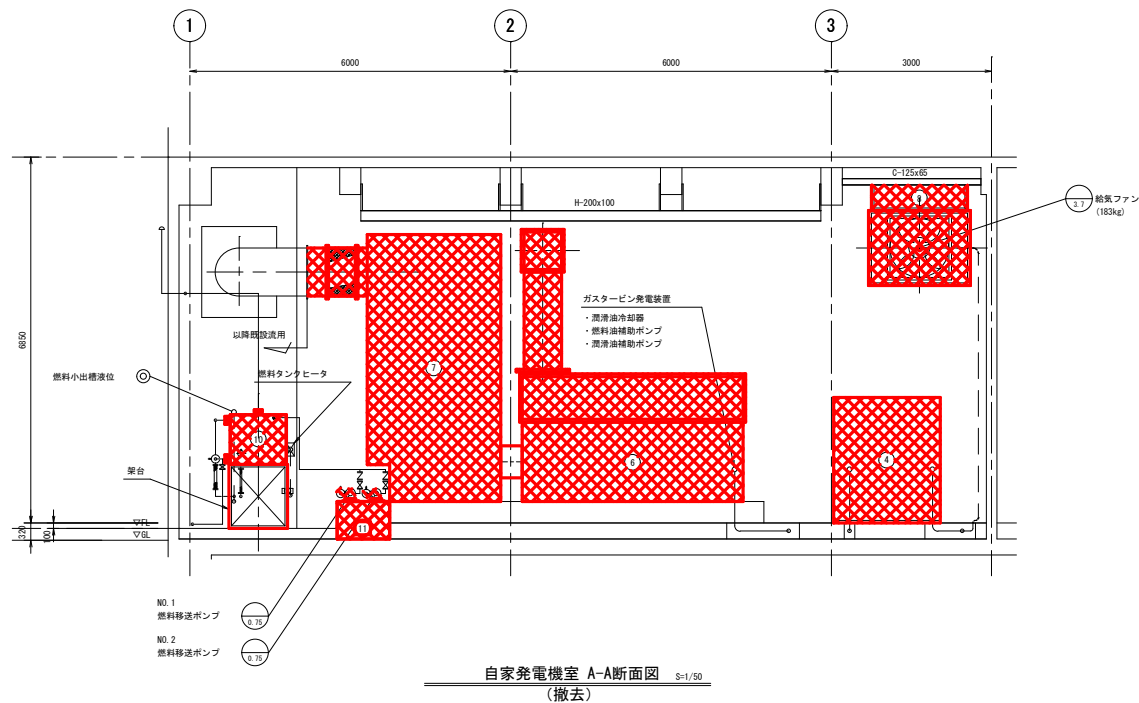 1
2
3
6000
6000
3000
C-125x65
H-200x100
8
3.7
給気ファン
(183kg)
ガスタービン発電装置
・潤滑油冷却器
・燃料油補助ポンプ
・潤滑油補助ポンプ
6850
以降既設流用
7
燃料タンクヒータ
燃料小出槽液位
10
6
4
架台
▽FL
▽GL
320
100
11
NO.1
燃料移送ポンプ
0.75
NO.2
燃料移送ポンプ
0.75
自家発電機室 A-A断面図 S=1/50
(撤去)